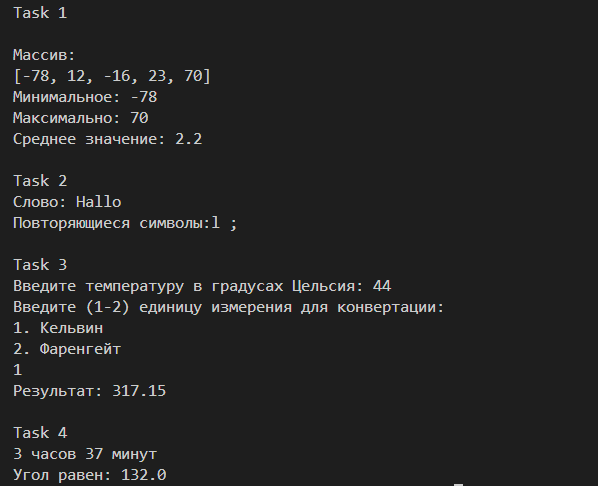 Task 1
Массив:
[-78, 12, -16, 23, 70]
Минимальное: -78
Максимально: 70
Среднее значение: 2.2
Task 2
Слово: Hallo
Повторяющиеся символы:l ;
Task 3
Введите температуру в градусах Цельсия: 44
Введите (1-2) единицу измерения для конвертации:
1. Кельвин
2. Фаренгейт
1
Результат: 317.15
Task 4
3 часов 37 минут
Угол равен: 132.0